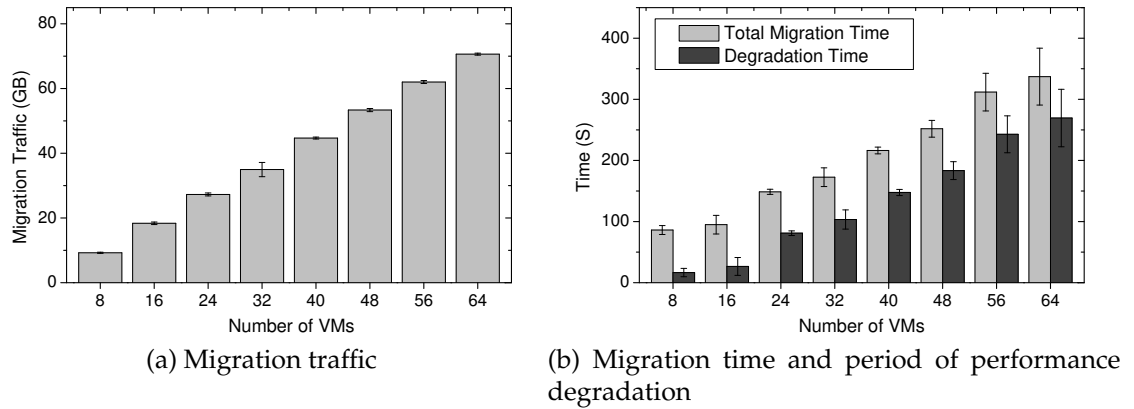 80
60
40
20
0
Migration Traffic (GB)
8 16 24 32 40 48 56 64
Number of VMs
(a) Migration traffic
400
300
200
100
0
Time (S)
Total Migration Time
Degradation Time
8 16 24 32 40 48 56 64
Number of VMs
(b) Migration time and period of performance
degradation